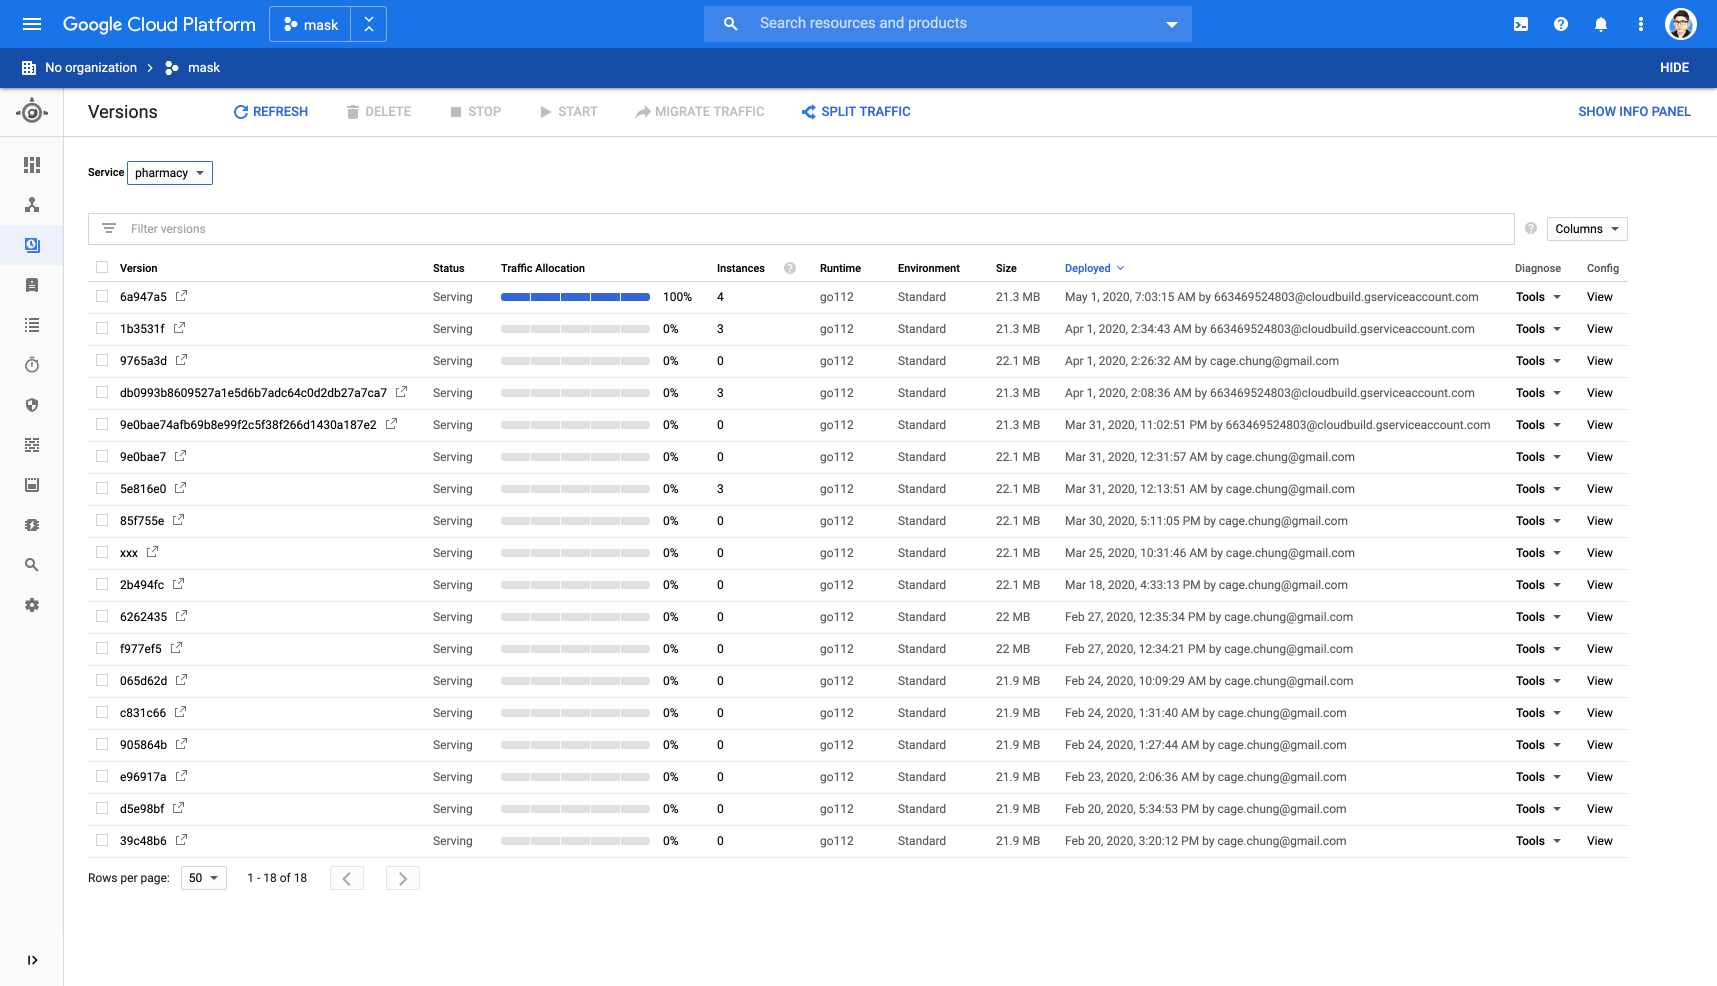 Google Cloud Platform mask Search resources and products
No organization mask HIDE
Versions REFRESH DELETE STOP START MIGRATE TRAFFIC SPLIT TRAFFIC SHOW INFO PANEL
Service pharmacy
Filter versions Columns
Version Status Traffic Allocation Instances Runtime Environment Size Deployed Diagnose Config
6a947a5 Serving 100% 4 go112 Standard 21.3 MB May 1, 2020, 7:03:15 AM by 663469524803@cloudbuild.gserviceaccount.com Tools View
1b3531f Serving 0% 3 go112 Standard 21.3 MB Apr 1, 2020, 2:34:43 AM by 663469524803@cloudbuild.gserviceaccount.com Tools View
9765a3d Serving 0% 0 go112 Standard 22.1 MB Apr 1, 2020, 2:26:32 AM by cage.chung@gmail.com Tools View
db0993b8609527a1e5d6b7adc64c0d2db27a7ca7 Serving 0% 3 go112 Standard 21.3 MB Apr 1, 2020, 2:08:36 AM by 663469524803@cloudbuild.gserviceaccount.com Tools View
9e0bae74afb69b8e99f2c5f38f266d1430a187e2 Serving 0% 0 go112 Standard 21.3 MB Mar 31, 2020, 11:02:51 PM by 663469524803@cloudbuild.gserviceaccount.com Tools View
9e0bae7 Serving 0% 0 go112 Standard 22.1 MB Mar 31, 2020, 12:31:57 AM by cage.chung@gmail.com Tools View
5e816e0 Serving 0% 3 go112 Standard 22.1 MB Mar 31, 2020, 12:13:51 AM by cage.chung@gmail.com Tools View
85f755e Serving 0% 0 go112 Standard 22.1 MB Mar 30, 2020, 5:11:05 PM by cage.chung@gmail.com Tools View
xxx Serving 0% 0 go112 Standard 22.1 MB Mar 25, 2020, 10:31:46 AM by cage.chung@gmail.com Tools View
2b494fc Serving 0% 0 go112 Standard 22.1 MB Mar 18, 2020, 4:33:13 PM by cage.chung@gmail.com Tools View
6262435 Serving 0% 0 go112 Standard 22 MB Feb 27, 2020, 12:35:34 PM by cage.chung@gmail.com Tools View
f977ef5 Serving 0% 0 go112 Standard 22 MB Feb 27, 2020, 12:34:21 PM by cage.chung@gmail.com Tools View
065d62d Serving 0% 0 go112 Standard 21.9 MB Feb 24, 2020, 10:09:29 AM by cage.chung@gmail.com Tools View
c831c66 Serving 0% 0 go112 Standard 21.9 MB Feb 24, 2020, 1:31:40 AM by cage.chung@gmail.com Tools View
905864b Serving 0% 0 go112 Standard 21.9 MB Feb 24, 2020, 1:27:44 AM by cage.chung@gmail.com Tools View
e96917a Serving 0% 0 go112 Standard 21.9 MB Feb 23, 2020, 2:06:36 AM by cage.chung@gmail.com Tools View
d5e98bf Serving 0% 0 go112 Standard 21.9 MB Feb 20, 2020, 5:34:53 PM by cage.chung@gmail.com Tools View
39c48b6 Serving 0% 0 go112 Standard 21.9 MB Feb 20, 2020, 3:20:12 PM by cage.chung@gmail.com Tools View
Rows per page: 50 1 - 18 of 18